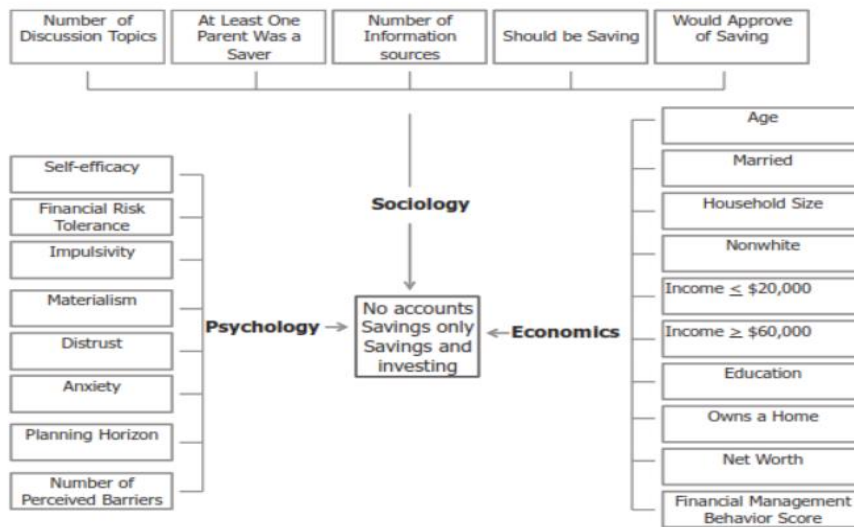 Number of
Discussion Topics
At Least One
Parent Was a
Saver
Number of
Information
sources
Should be Saving
Would Approve
of Saving
Self-efficacy
Financial Risk
Tolerance
Impulsivity
Materialism
Distrust
Anxiety
Planning Horizon
Number of
Perceived Barriers
Sociology
Psychology
No accounts
Savings only
Savings and
investing
Economics
Age
Married
Household Size
Nonwhite
Income ≤ $20,000
Income ≥ $60,000
Education
Owns a Home
Net Worth
Financial Management
Behavior Score